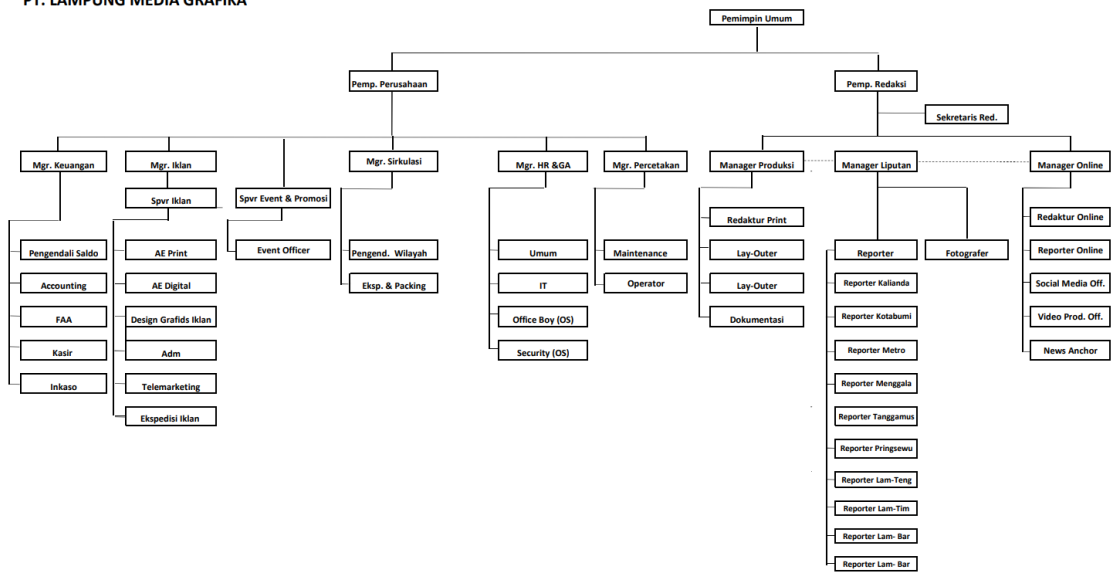 PT. LAMPUNG MEDIA GRAFIKA
Pemimpin Umum
Pemp. Perusahaan
Pemp. Redaksi
Sekretaris Red.
Mgr. Keuangan
Mgr. Iklan
Mgr. Sirkulasi
Mgr. HR &GA
Mgr. Percetakan
Manager Produksi
Manager Liputan
Manager Online
Spvr Iklan
Spvr Event & Promosi
Redaktur Print
Redaktur Online
Pengendali Saldo
AE Print
Event Officer
Pengend. Wilayah
Umum
Maintenance
Lay-Outer
Reporter
Fotografer
Reporter Online
Accounting
AE Digital
Eksp. & Packing
IT
Operator
Lay-Outer
Reporter Kalianda
Social Media Off.
FAA
Design Grafids Iklan
Office Boy (OS)
Dokumentasi
Reporter Kotabumi
Video Prod. Off.
Kasir
Adm
Security (OS)
Reporter Metro
News Anchor
Inkaso
Telemarketing
Reporter Menggala
Ekspedisi Iklan
Reporter Tanggamus
Reporter Pringsewu
Reporter Lam-Teng
Reporter Lam-Tim
Reporter Lam- Bar
Reporter Lam- Bar